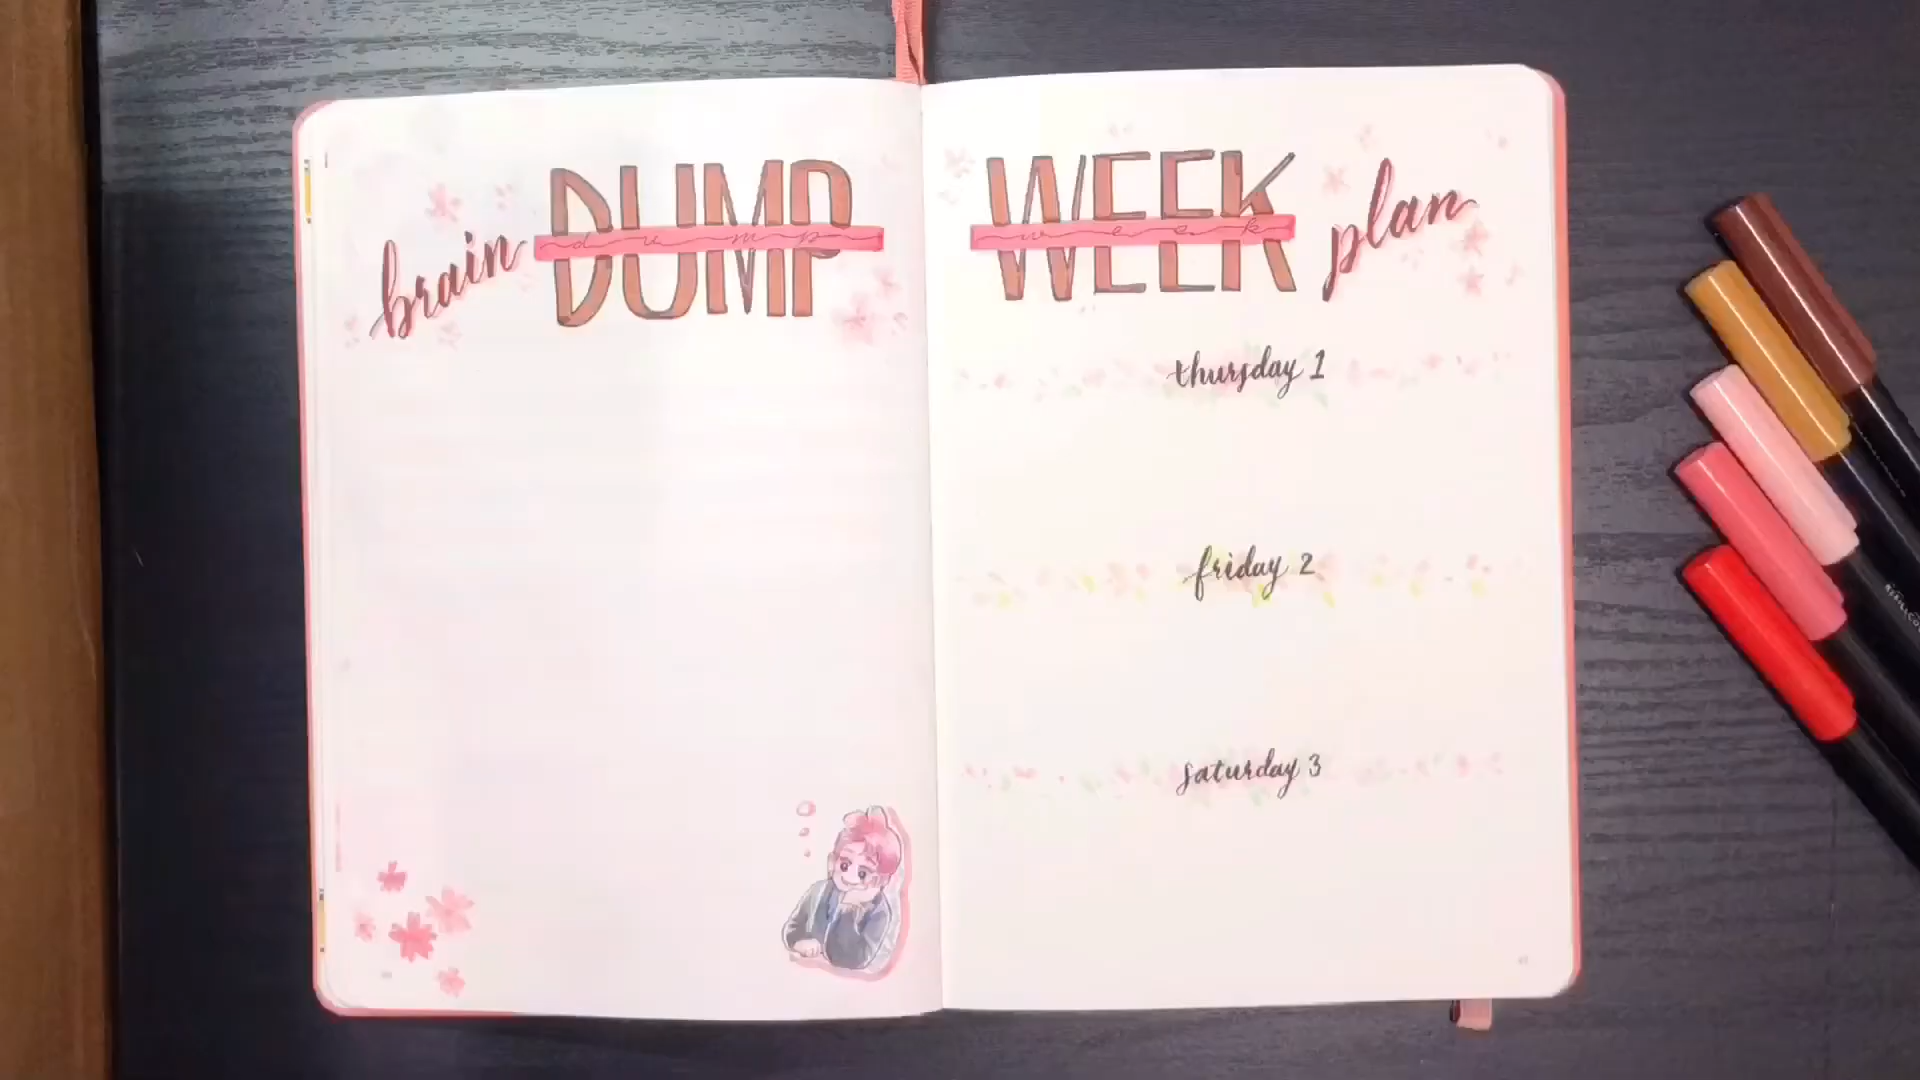 brain DUMP
dump
WEEK plan
week
thursday 1
friday 2
saturday 3